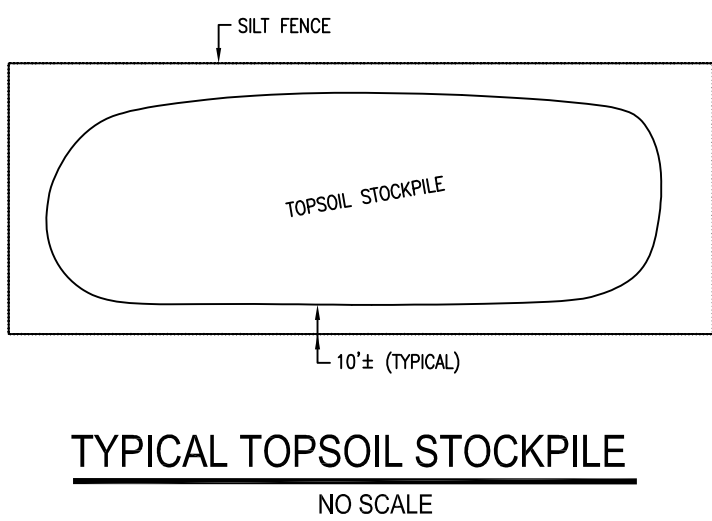 SILT FENCE
TOPSOIL STOCKPILE
10'± (TYPICAL)
TYPICAL TOPSOIL STOCKPILE
NO SCALE